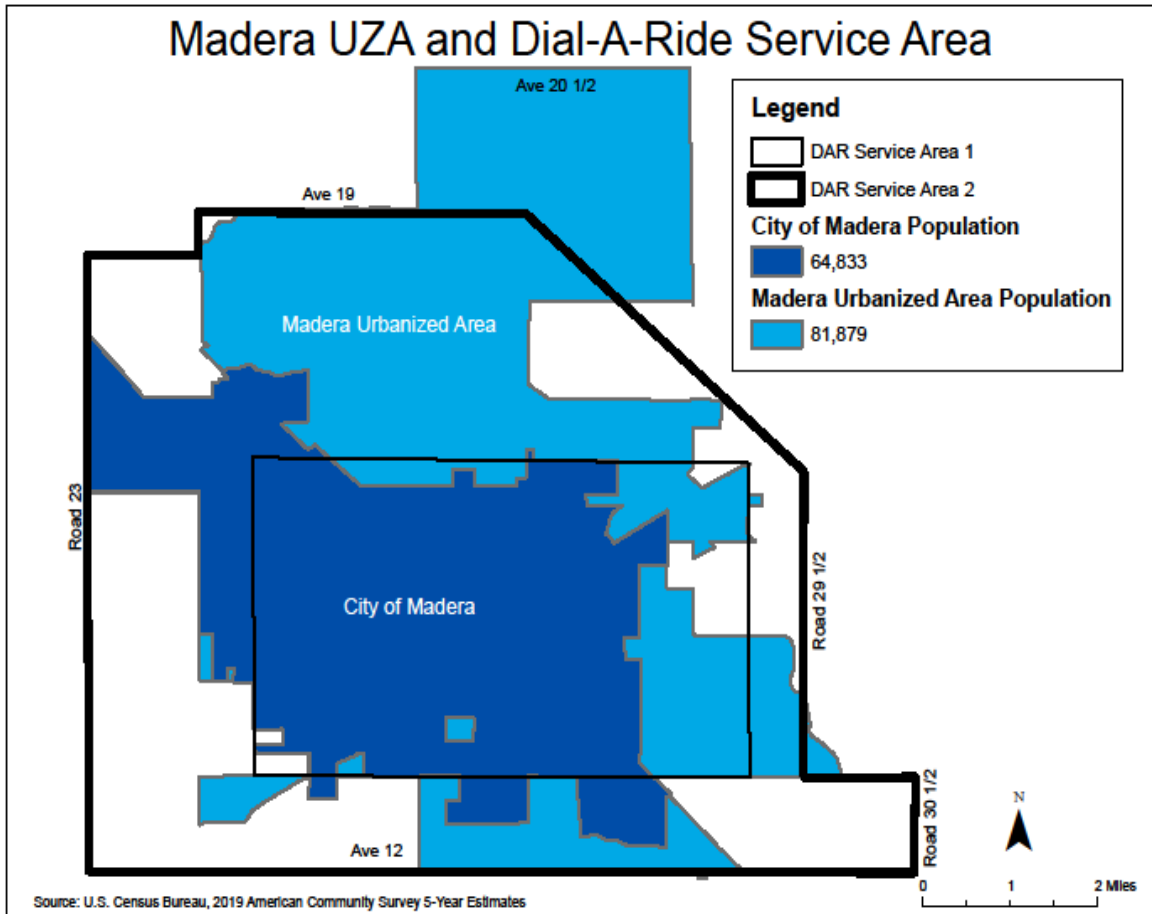 Madera UZA and Dial-A-Ride Service Area
Ave 20 1/2
Legend
DAR Service Area 1
DAR Service Area 2
City of Madera Population
64,833
Madera Urbanized Area Population
81,879
Ave 19
Madera Urbanized Area
Road 23
City of Madera
Road 29 1/2
Ave 12
Road 30 1/2
N
0 1 2 Miles
Source: U.S. Census Bureau, 2019 American Community Survey 5-Year Estimates